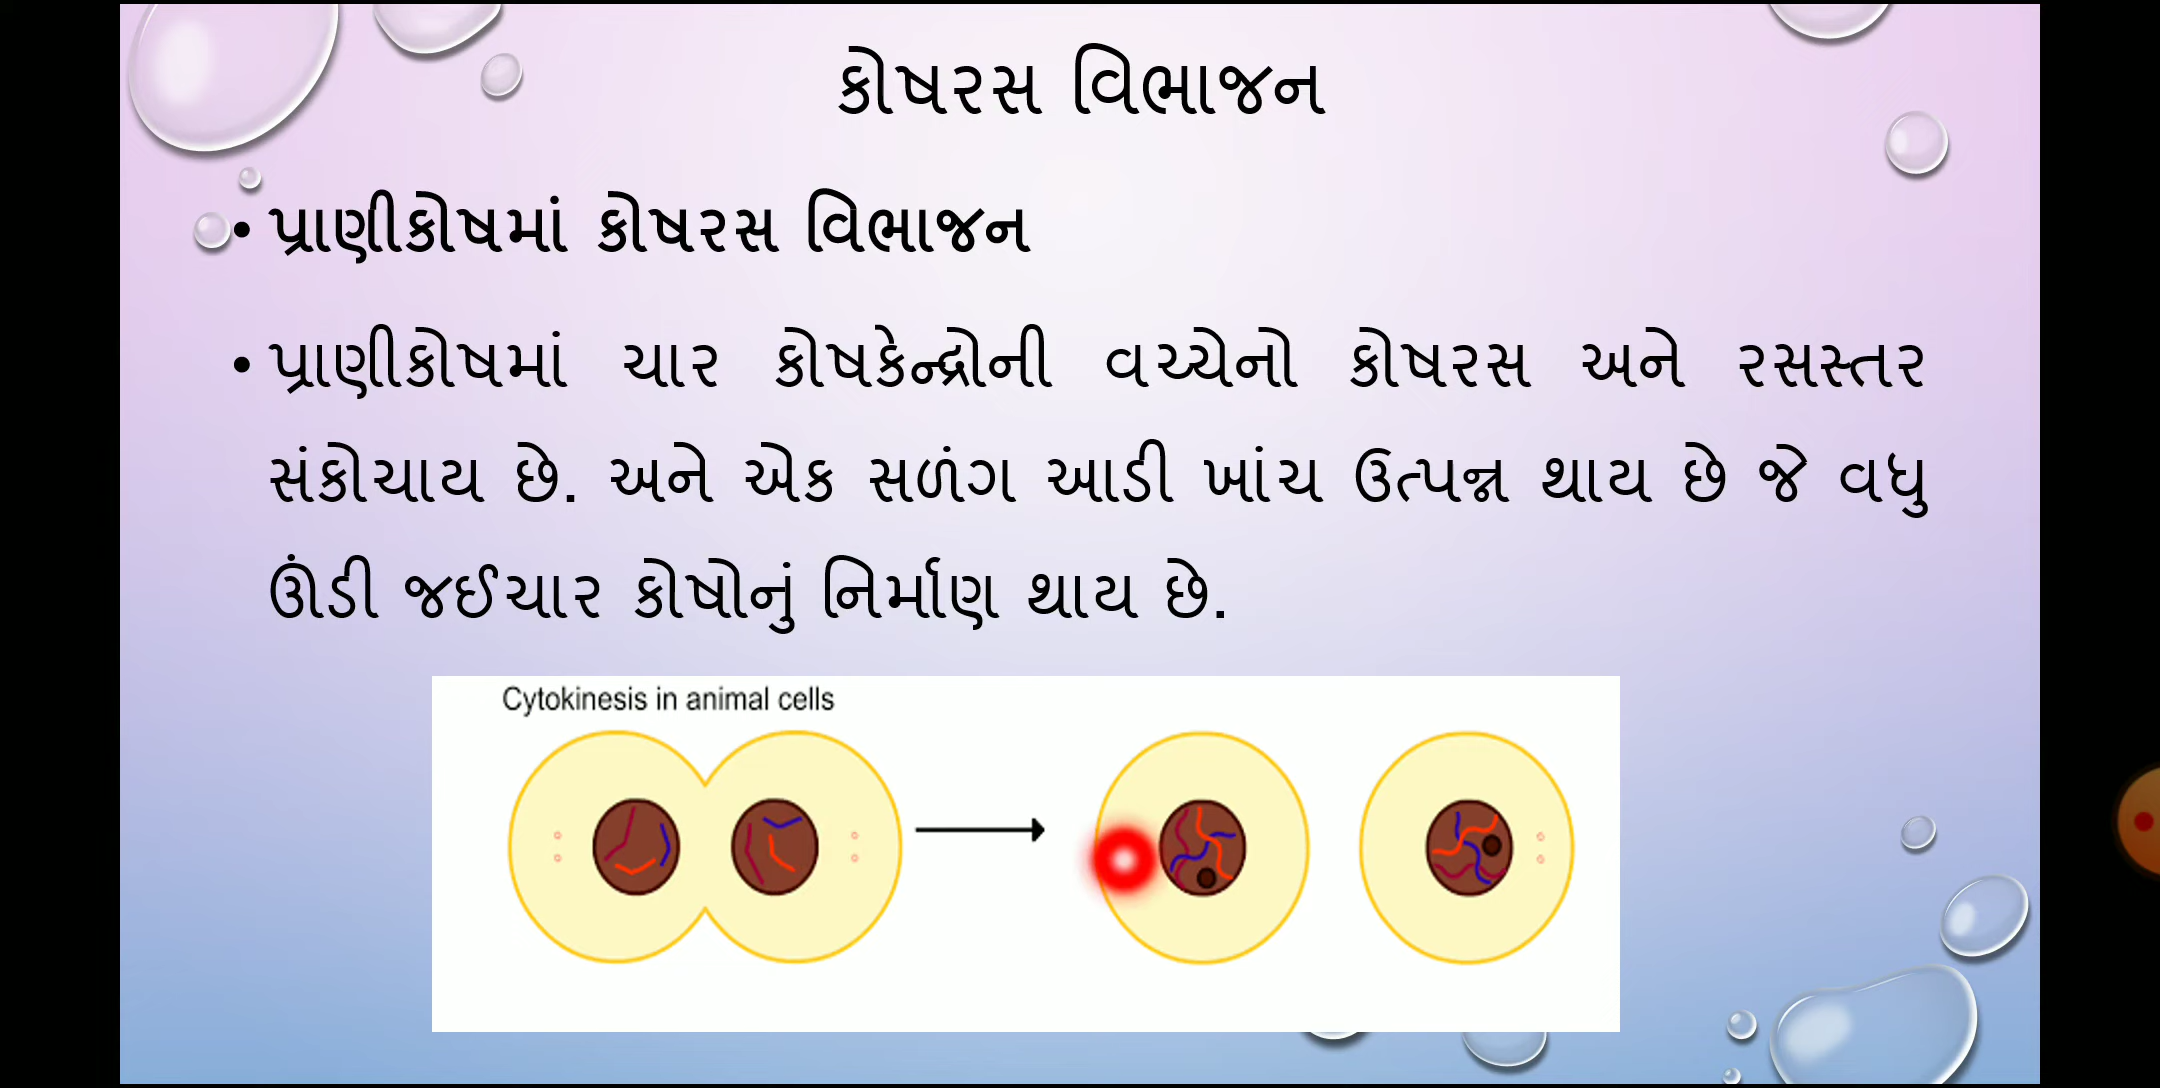 કોષરસ વિભાજન
• પ્રાણીકોષમાં કોષરસ વિભાજન
• પ્રાણીકોષમાં ચાર કોષકેન્દ્રોની વચ્ચેનો કોષરસ અને રસસ્તર
સંકોચાય છે. અને એક સળંગ આડી ખાંચ ઉત્પન્ન થાય છે જે વધુ
ઊંડી જઈચાર કોષોનું નિર્માણ થાય છે.
Cytokinesis in animal cells